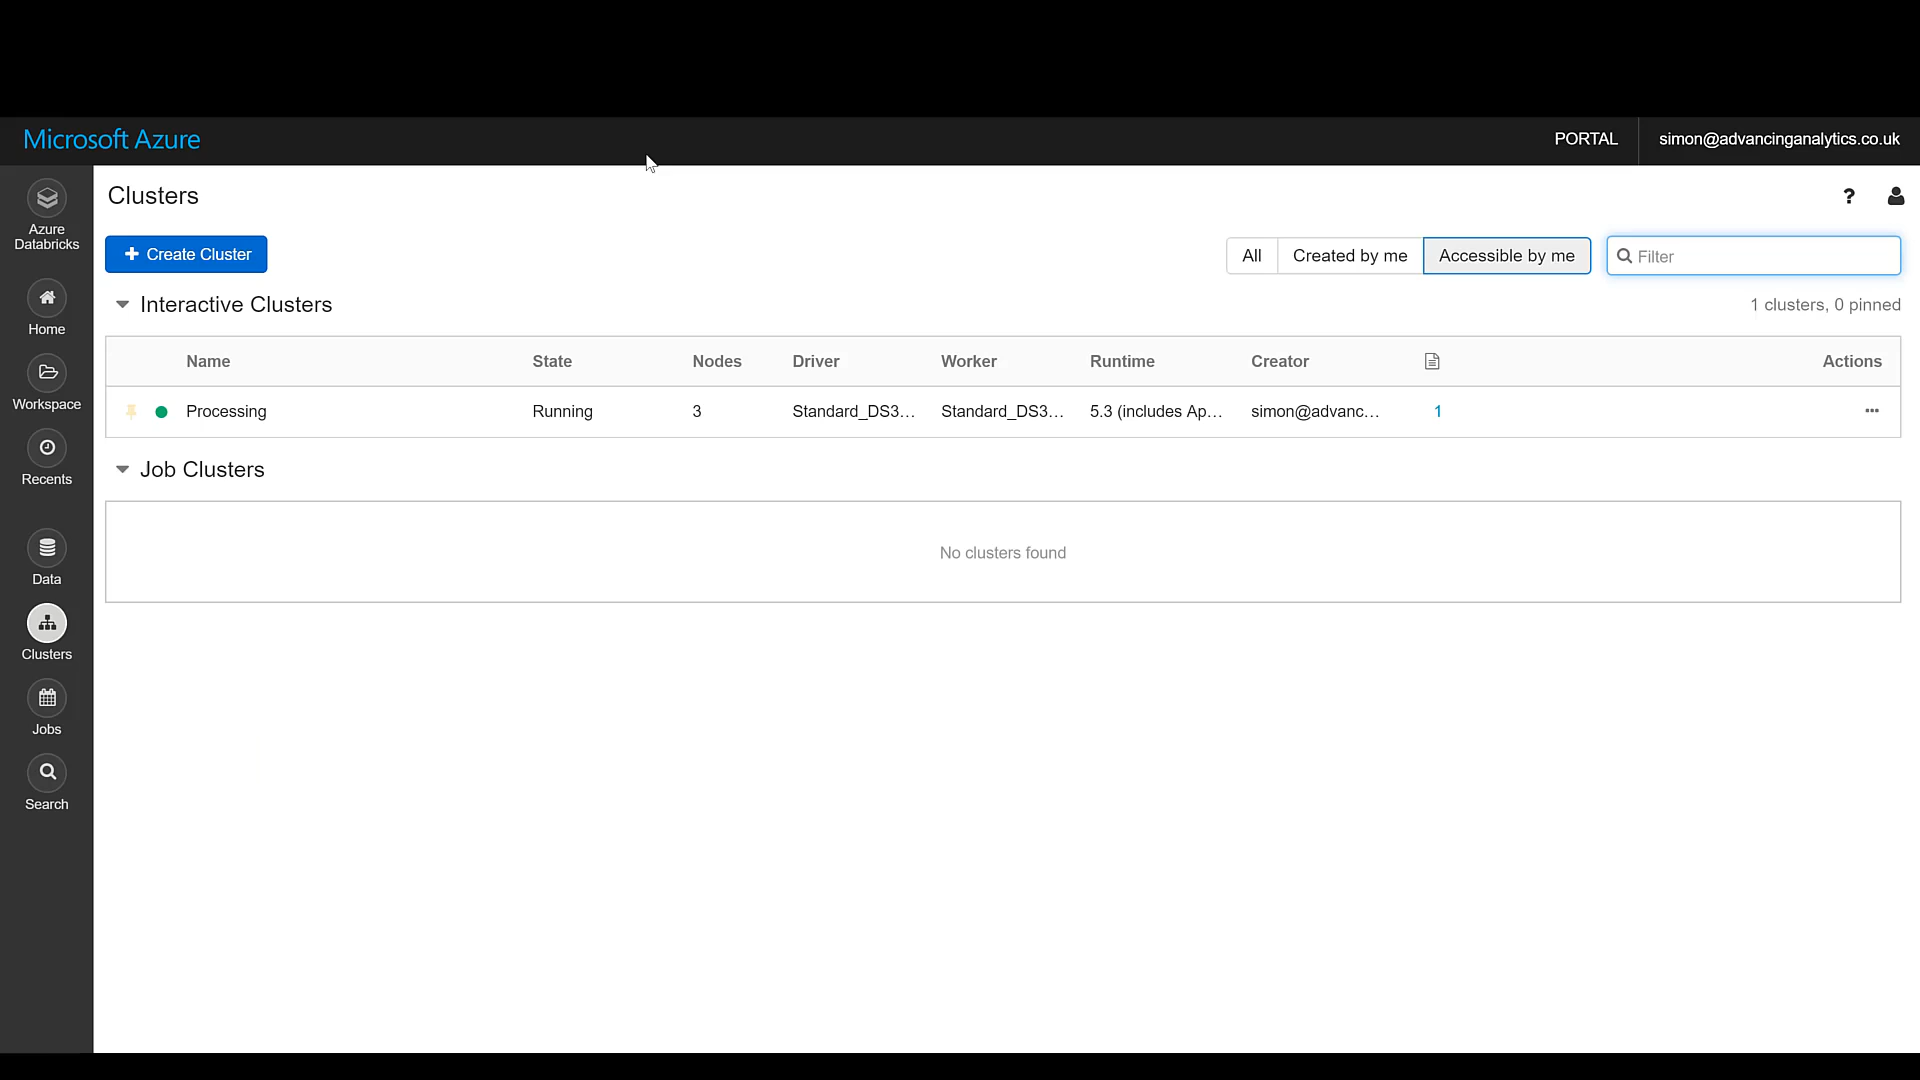 Microsoft Azure
PORTAL
simon@advancinganalytics.co.uk
Azure
Databricks
Home
Workspace
Recents
Data
Clusters
Jobs
Search
Clusters
?
+ Create Cluster
All
Created by me
Accessible by me
Filter
Interactive Clusters
1 clusters, 0 pinned
Name State Nodes Driver Worker Runtime Creator Actions
Processing Running 3 Standard_DS3... Standard_DS3... 5.3 (includes Ap... simon@advanc... 1 ...
Job Clusters
No clusters found